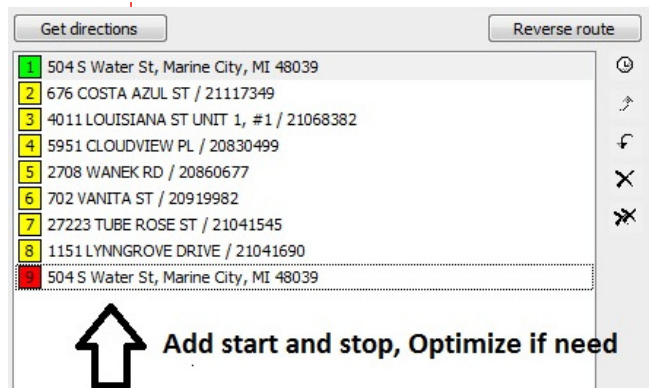 Get directions
Reverse route
1 504 S Water St, Marine City, MI 48039
2 676 COSTA AZUL ST / 21117349
3 4011 LOUISIANA ST UNIT 1, #1 / 21068382
4 5951 CLOUDVIEW PL / 20830499
5 2708 WANEK RD / 20860677
6 702 VANITA ST / 20919982
7 27223 TUBE ROSE ST / 21041545
8 1151 LYNNGROVE DRIVE / 21041690
9 504 S Water St, Marine City, MI 48039
Add start and stop, Optimize if need